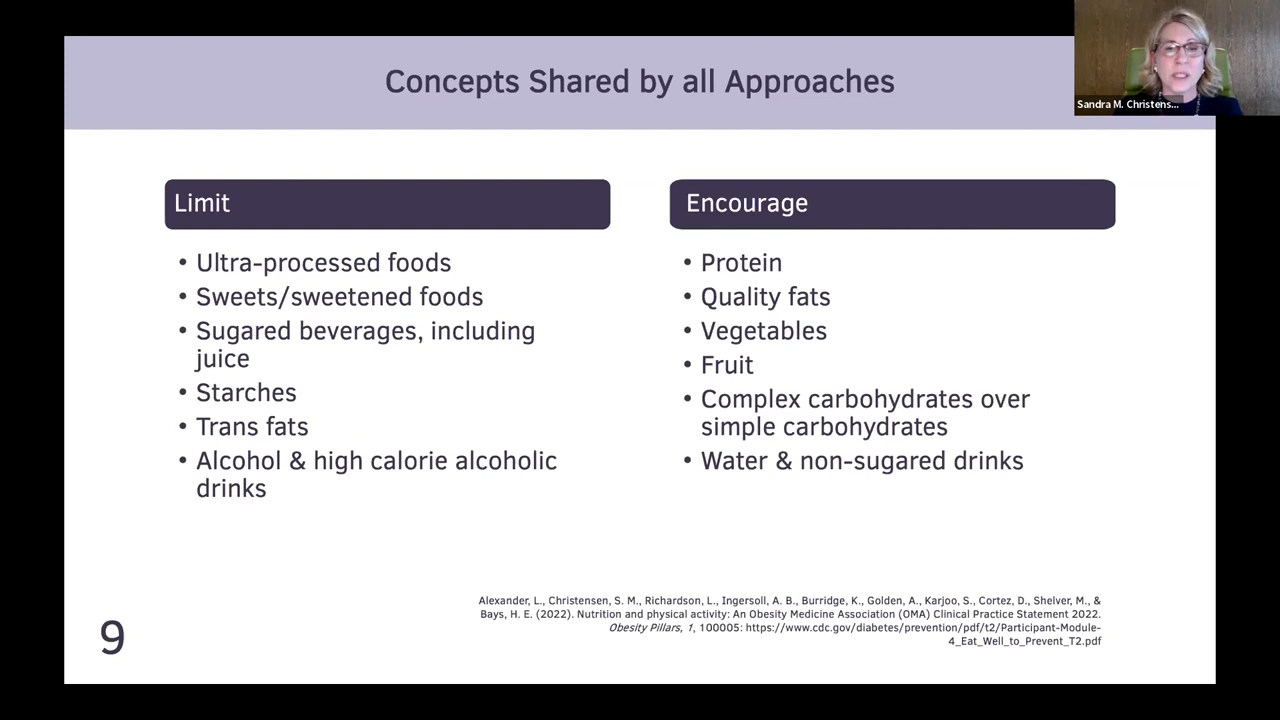 Concepts Shared by all Approaches
Sandra M. Christens...
Limit
• Ultra-processed foods
• Sweets/sweetened foods
• Sugared beverages, including
juice
• Starches
• Trans fats
• Alcohol & high calorie alcoholic
drinks
Encourage
• Protein
• Quality fats
• Vegetables
• Fruit
• Complex carbohydrates over
simple carbohydrates
• Water & non-sugared drinks
Alexander, L., Christensen, S. M., Richardson, L., Ingersoll, A. B., Burridge, K., Golden, A., Karjoo, S., Cortez, D., Shelver, M., &
Bays, H. E. (2022). Nutrition and physical activity: An Obesity Medicine Association (OMA) Clinical Practice Statement 2022.
Obesity Pillars, 1, 100005: https://www.cdc.gov/diabetes/prevention/pdf/t2/Participant-Module-
4_Eat_Well_to_Prevent_T2.pdf
9